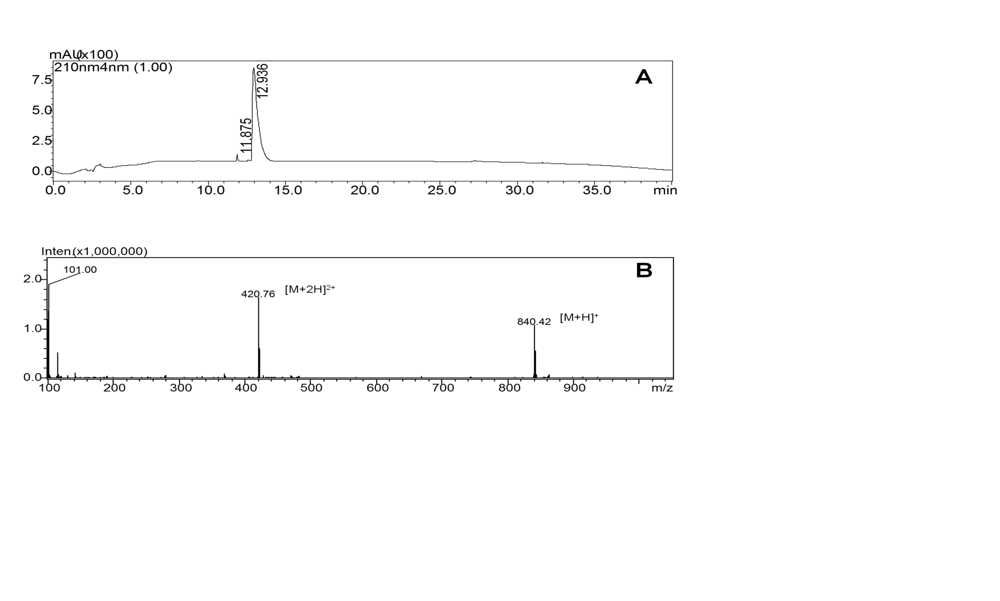 mAU(x100)
210nm4nm (1.00)
A
7.5
5.0
2.5
0.0
11.875
12.936
0.0 5.0 10.0 15.0 20.0 25.0 30.0 35.0 min
Inten.(x1,000,000)
B
101.00
2.0
420.76 [M+2H]2+
840.42 [M+H]+
1.0
0.0
100 200 300 400 500 600 700 800 900 m/z